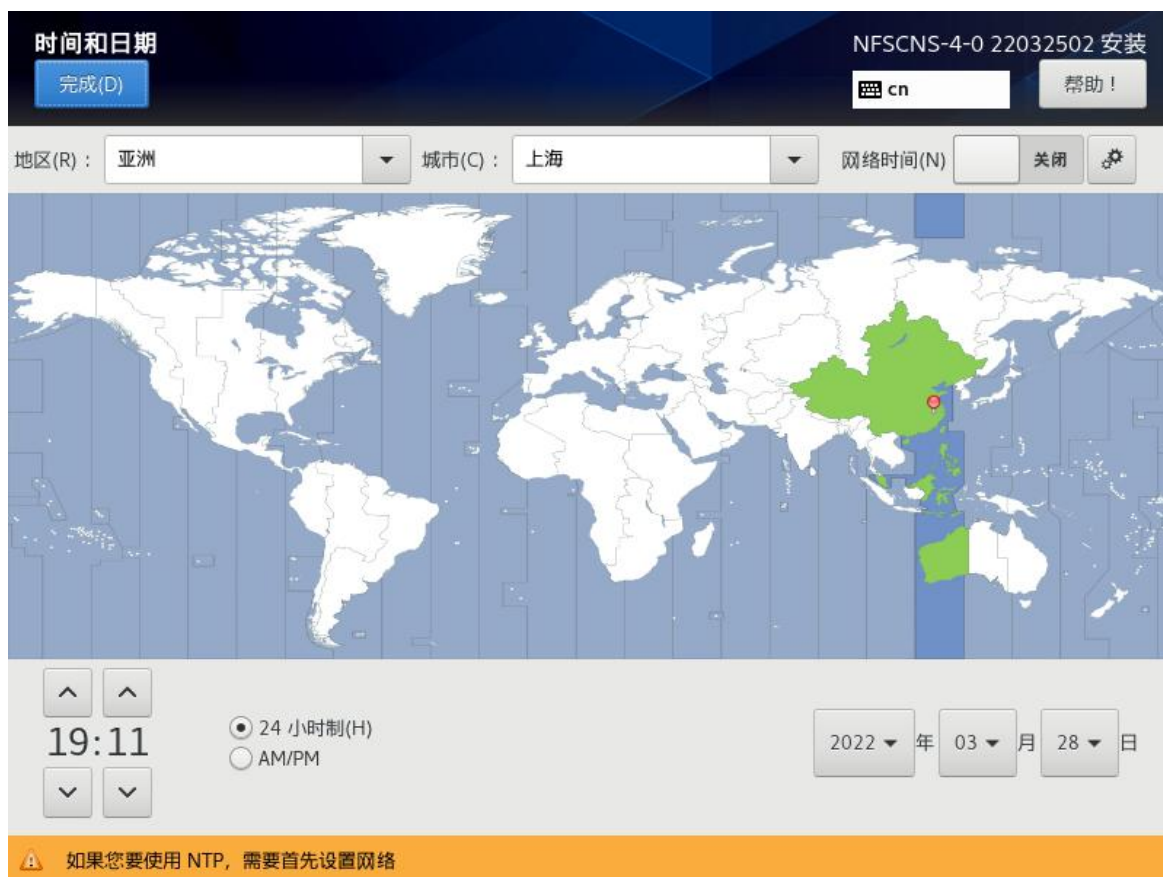 时间和日期
NFSCNS-4-0 22032502 安装
完成(D)
cn
帮助！
地区(R)：
亚洲
城市(C)：
上海
网络时间(N)
关闭
19:11
24 小时制(H)
AM/PM
2022 年 03 月 28 日
如果您要使用 NTP，需要首先设置网络